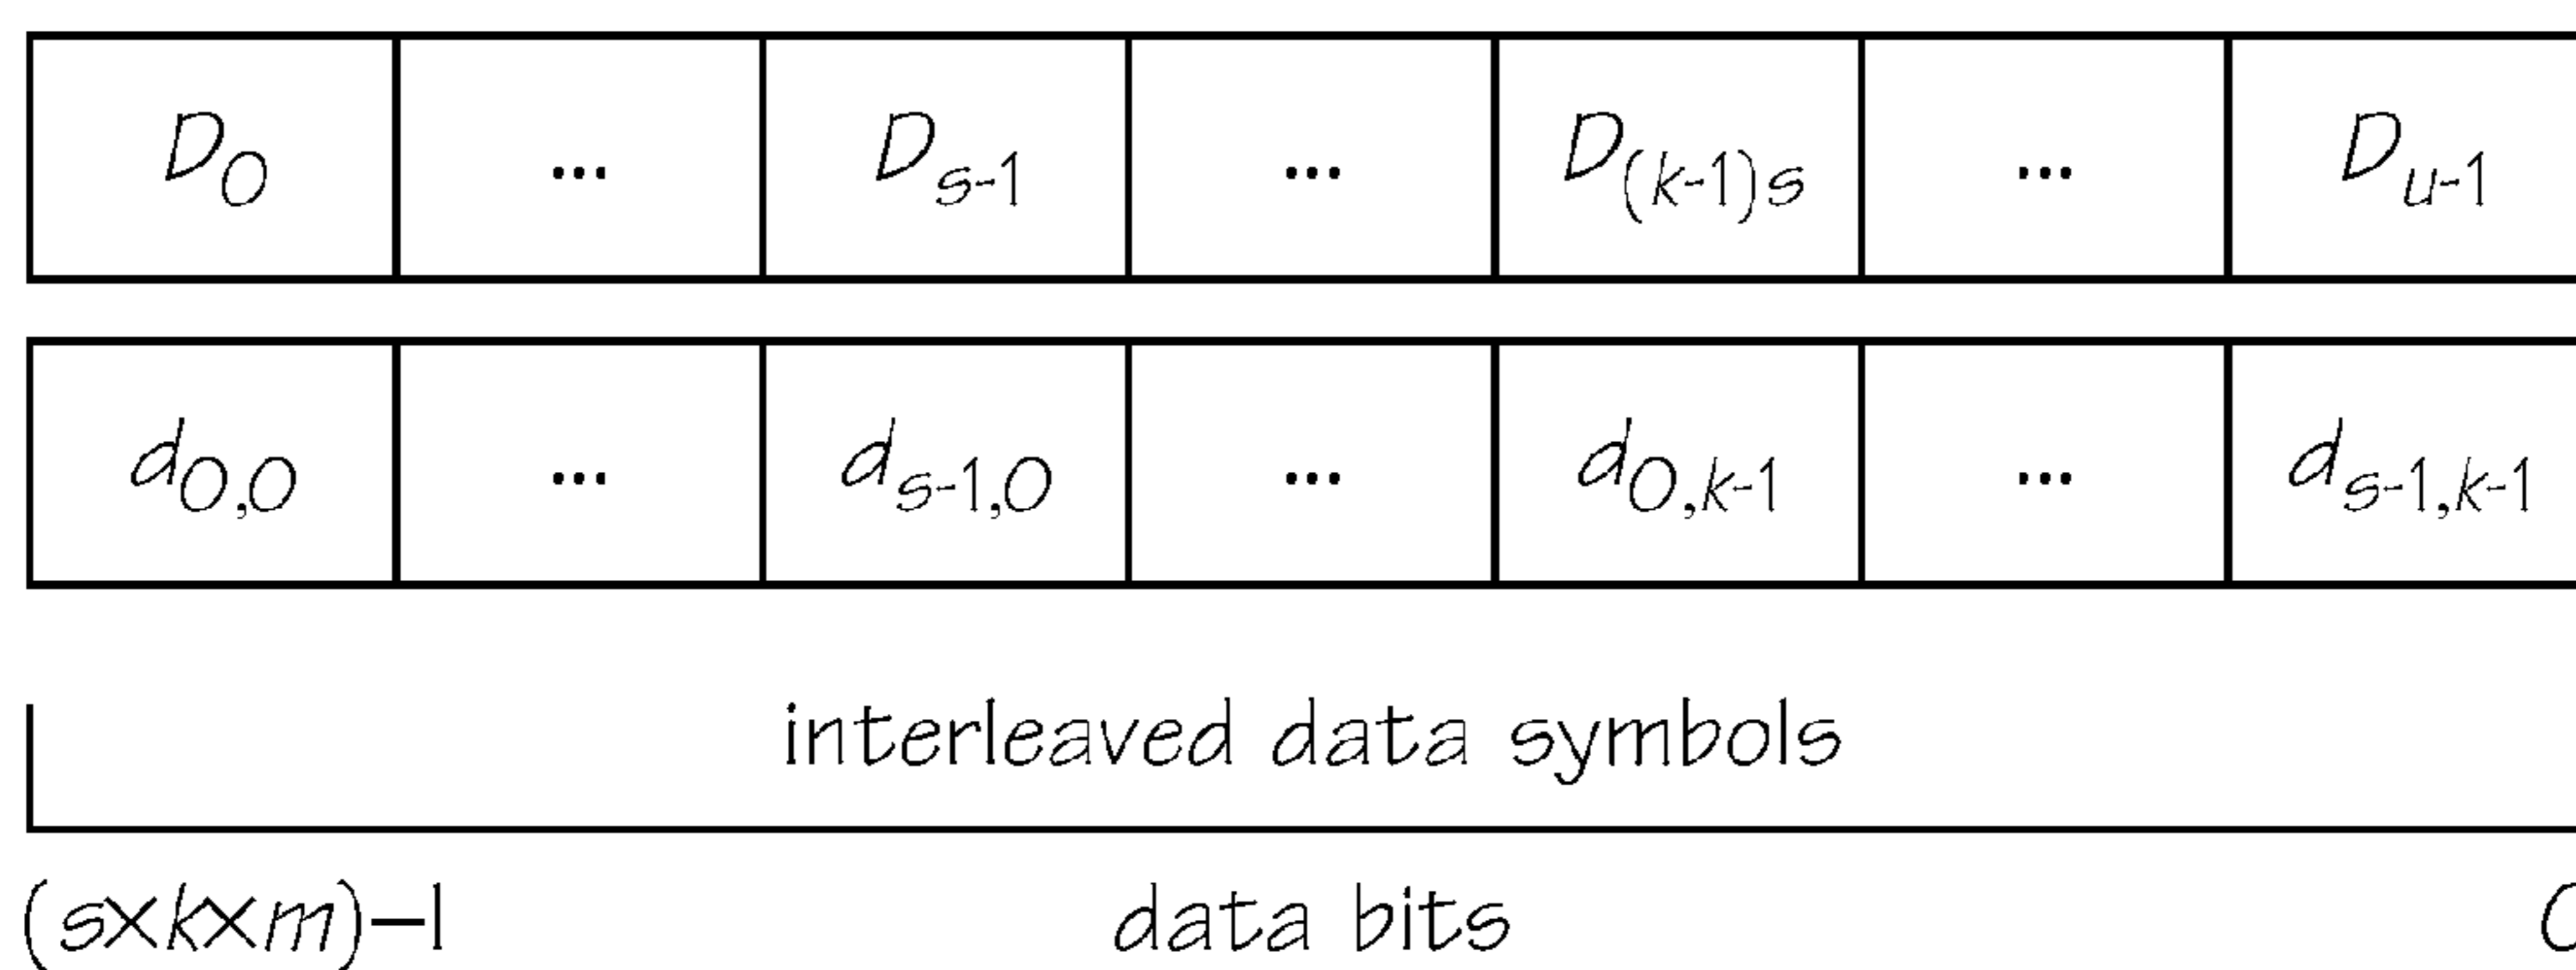 D0 ... Ds-1 ... D(k-1)s ... Du-1
d0,0 ... ds-1,0 ... d0,k-1 ... ds-1,k-1
interleaved data symbols
(s×k×m)–1 data bits 0